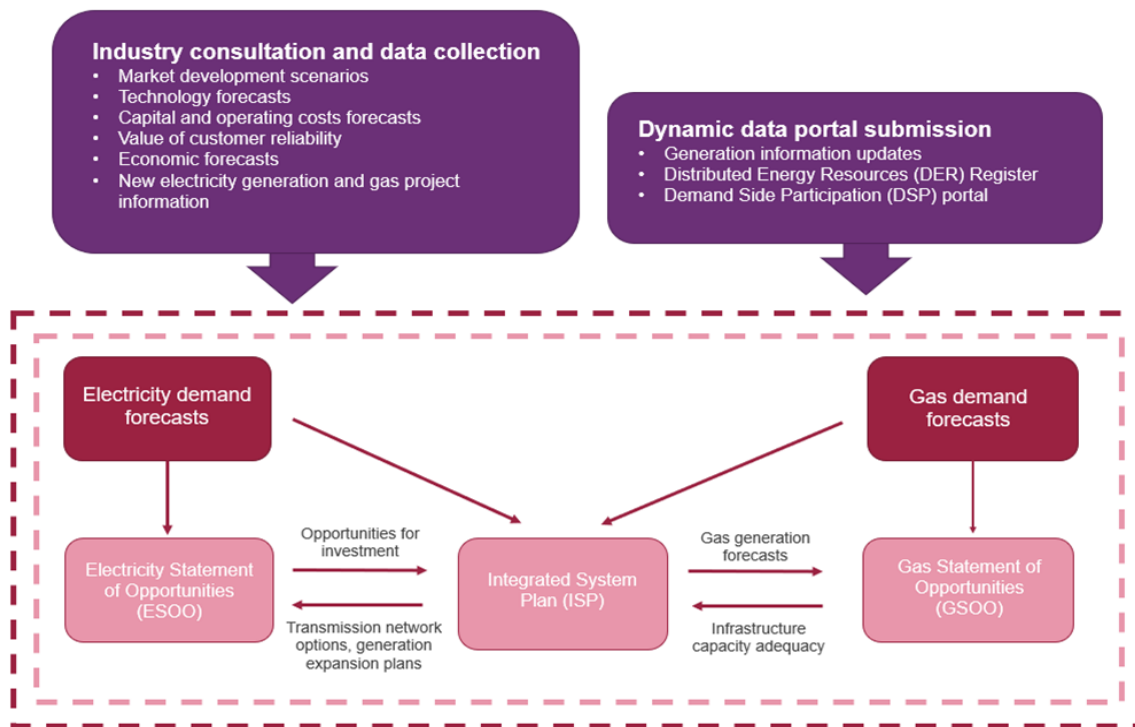 Industry consultation and data collection
• Market development scenarios
• Technology forecasts
• Capital and operating costs forecasts
• Value of customer reliability
• Economic forecasts
• New electricity generation and gas project
information
Dynamic data portal submission
• Generation information updates
• Distributed Energy Resources (DER) Register
• Demand Side Participation (DSP) portal
Electricity demand
forecasts
Gas demand
forecasts
Electricity Statement
of Opportunities
(ESOO)
Opportunities for
investment
Transmission network
options, generation
expansion plans
Integrated System
Plan (ISP)
Gas generation
forecasts
Infrastructure
capacity adequacy
Gas Statement of
Opportunities
(GSOO)